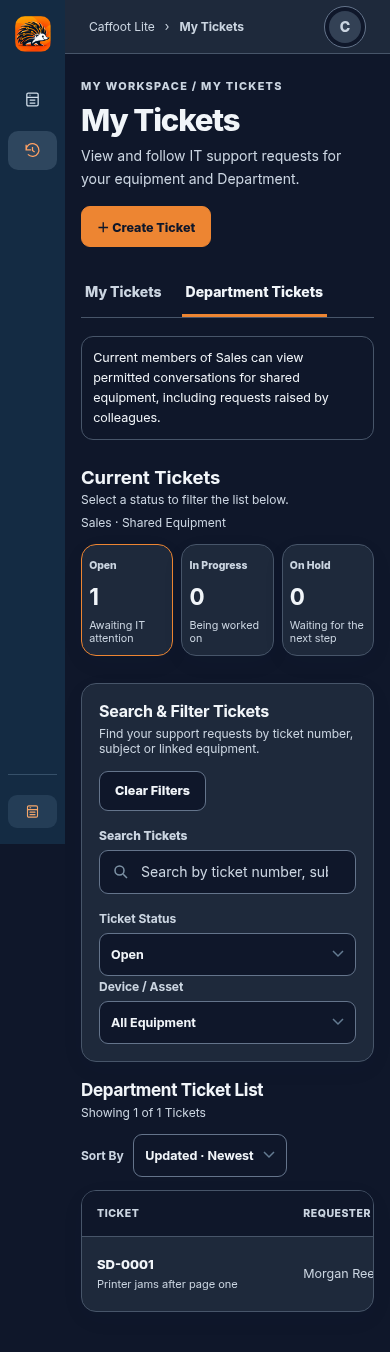 Caffoot Lite › My Tickets
C
MY WORKSPACE / MY TICKETS
My Tickets
View and follow IT support requests for
your equipment and Department.
+ Create Ticket
My Tickets
Department Tickets
Current members of Sales can view
permitted conversations for shared
equipment, including requests raised by
colleagues.
Current Tickets
Select a status to filter the list below.
Sales · Shared Equipment
Open
1
Awaiting IT
attention
In Progress
0
Being worked
on
On Hold
0
Waiting for the
next step
Search & Filter Tickets
Find your support requests by ticket number,
subject or linked equipment.
Clear Filters
Search Tickets
Search by ticket number, sul
Ticket Status
Open
Device / Asset
All Equipment
Department Ticket List
Showing 1 of 1 Tickets
Sort By
Updated · Newest
TICKET
REQUESTER
SD-0001
Printer jams after page one
Morgan Ree